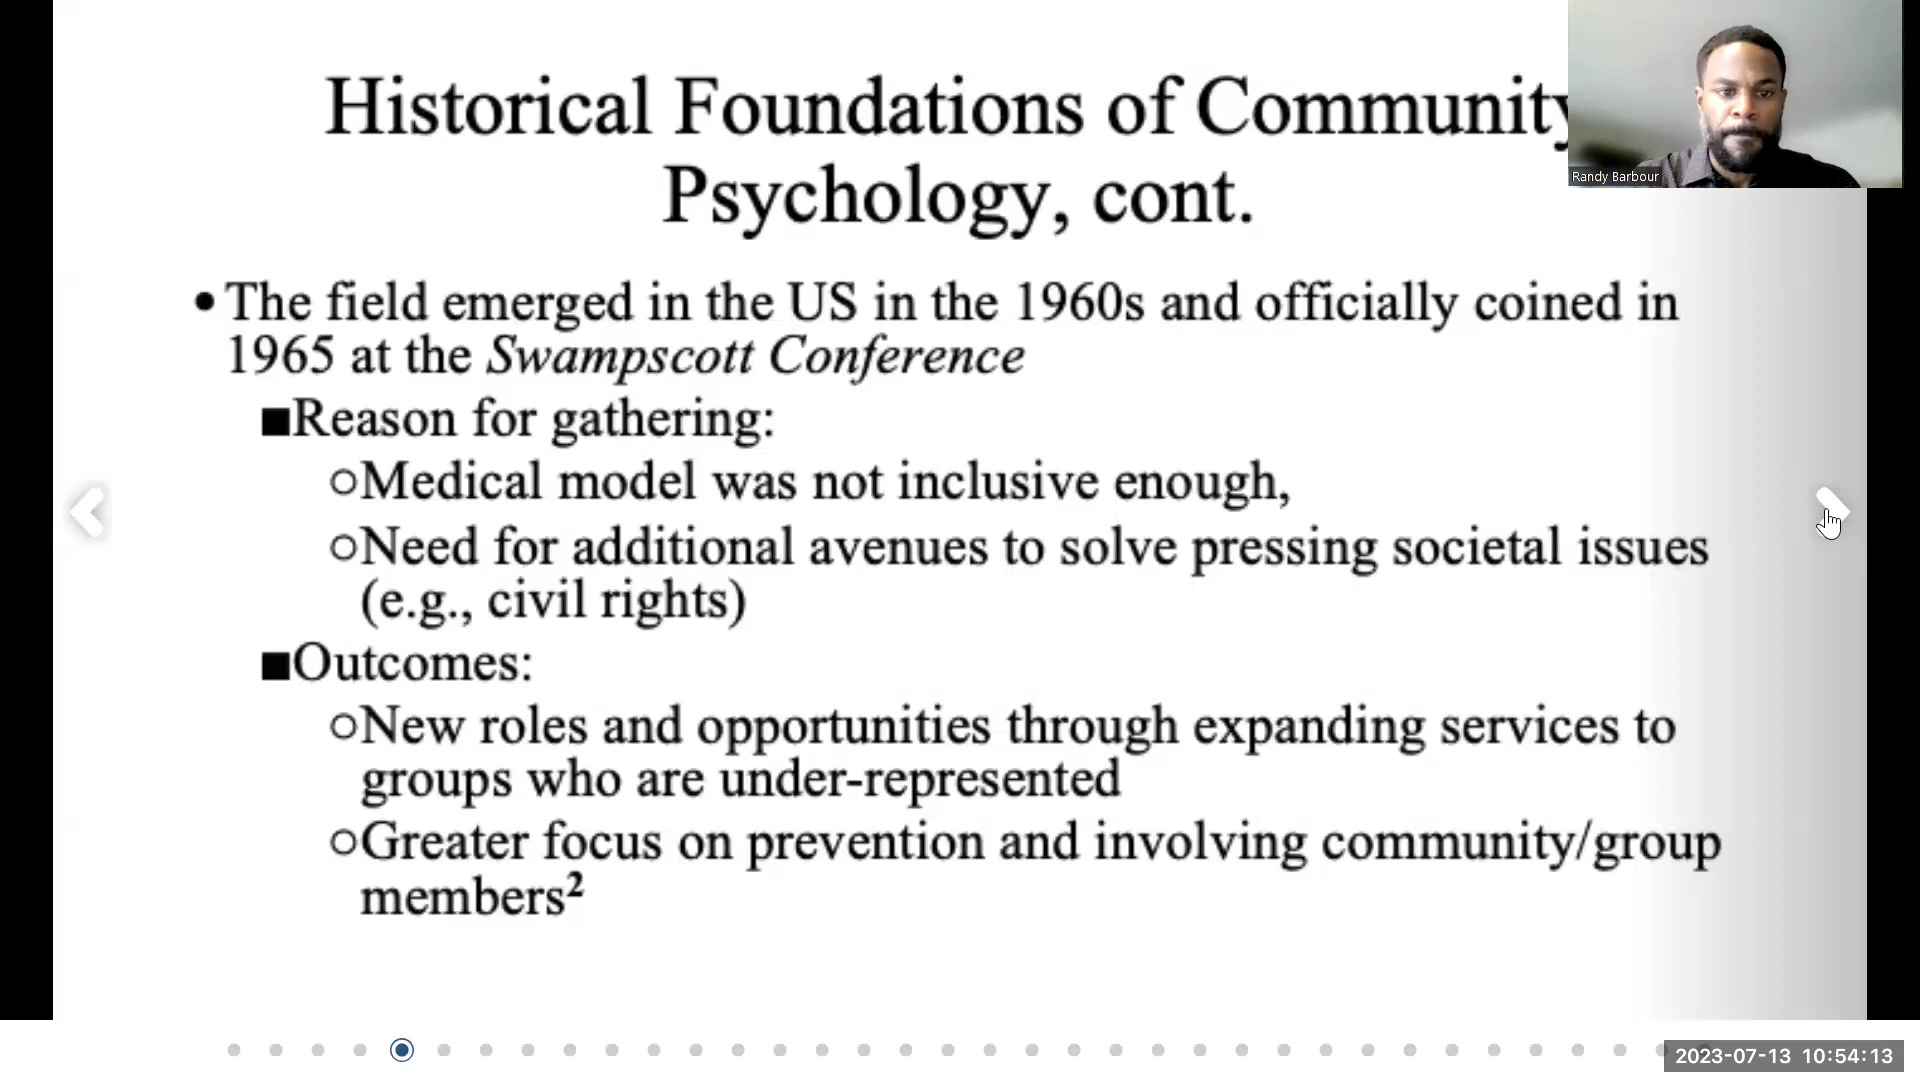 Historical Foundations of Community
Psychology, cont.
Randy Barbour
• The field emerged in the US in the 1960s and officially coined in
1965 at the Swampscott Conference
■Reason for gathering:
○Medical model was not inclusive enough,
○Need for additional avenues to solve pressing societal issues
(e.g., civil rights)
■Outcomes:
○New roles and opportunities through expanding services to
groups who are under-represented
○Greater focus on prevention and involving community/group
members²
2023-07-13 10:54:13